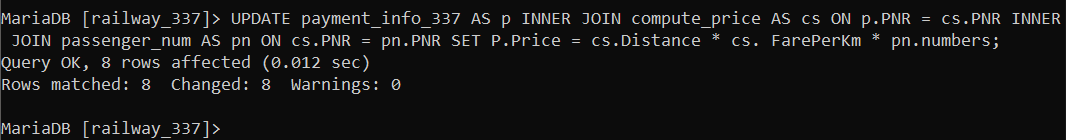 MariaDB [railway_337]> UPDATE payment_info_337 AS p INNER JOIN compute_price AS cs ON p.PNR = cs.PNR INNER
 JOIN passenger_num AS pn ON cs.PNR = pn.PNR SET P.Price = cs.Distance * cs. FarePerKm * pn.numbers;
Query OK, 8 rows affected (0.012 sec)
Rows matched: 8  Changed: 8  Warnings: 0
MariaDB [railway_337]>